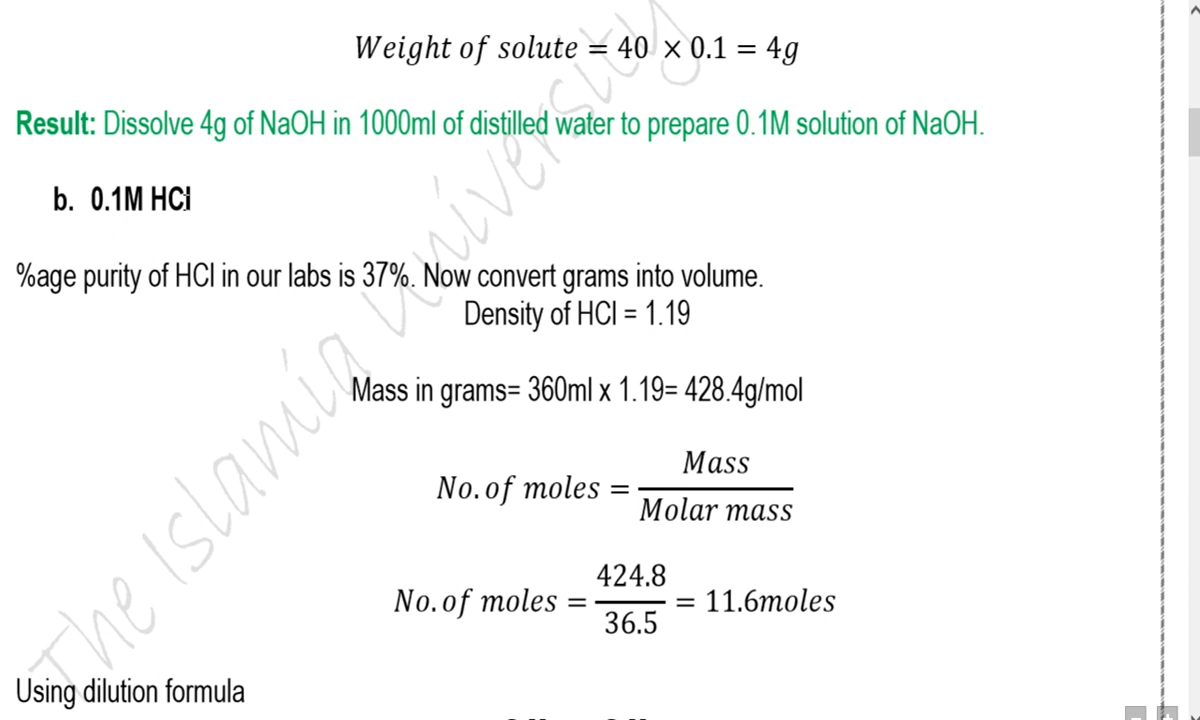 Weight of solute = 40 × 0.1 = 4g
Result: Dissolve 4g of NaOH in 1000ml of distilled water to prepare 0.1M solution of NaOH.
b. 0.1M HCl
%age purity of HCl in our labs is 37%. Now convert grams into volume.
Density of HCl = 1.19
Mass in grams= 360ml x 1.19= 428.4g/mol
No. of moles = Mass / Molar mass
No. of moles = 424.8 / 36.5 = 11.6moles
Using dilution formula
The Islamia University